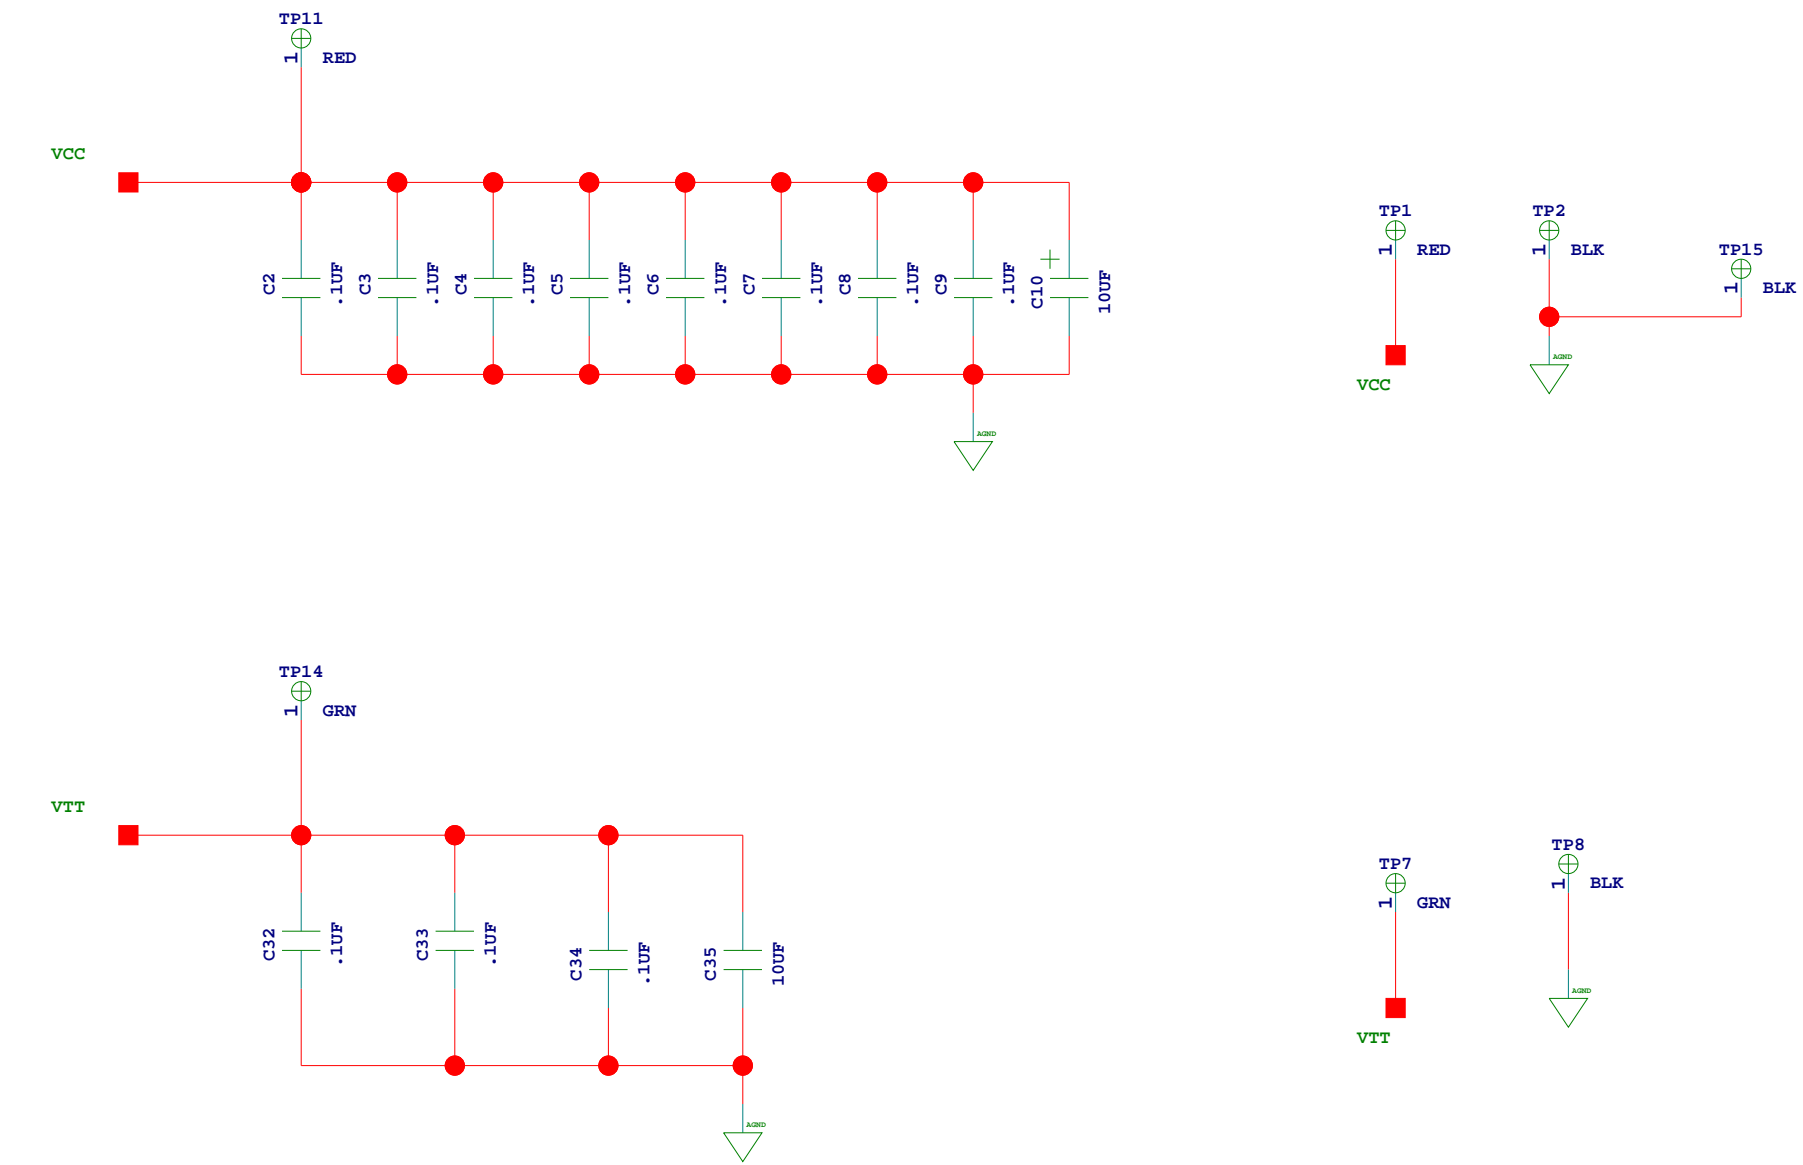 TP11
1 RED
VCC
C2 .1UF C3 .1UF C4 .1UF C5 .1UF C6 .1UF C7 .1UF C8 .1UF C9 .1UF C10 10UF
AGND
TP1
1 RED
VCC
TP2
1 BLK
AGND
TP15
1 BLK
TP14
1 GRN
VTT
C32 .1UF C33 .1UF C34 .1UF C35 10UF
AGND
TP7
1 GRN
VTT
TP8
1 BLK
AGND